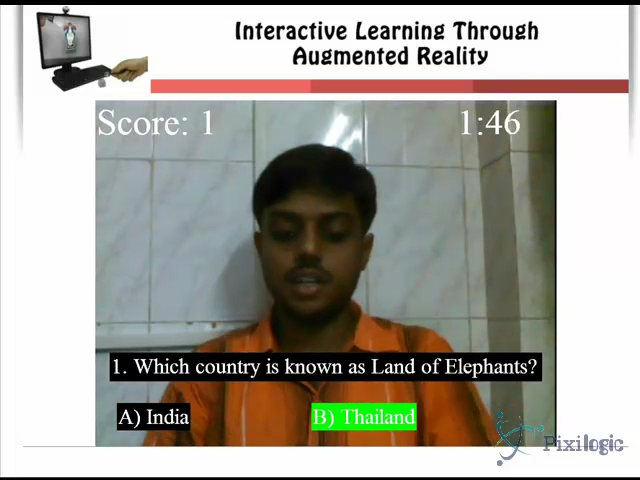 Interactive Learning Through
Augmented Reality
Score: 1
1:46
1. Which country is known as Land of Elephants?
A) India
B) Thailand
Pixilogic